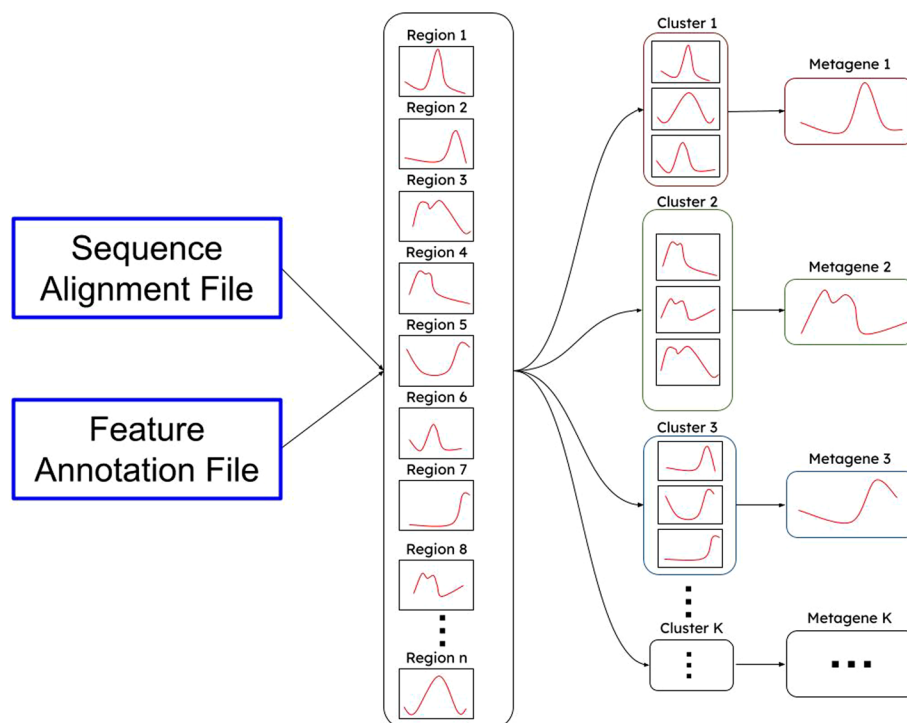 Sequence
Alignment File
Feature
Annotation File
Region 1
Region 2
Region 3
Region 4
Region 5
Region 6
Region 7
Region 8
Region n
Cluster 1
Cluster 2
Cluster 3
Cluster K
Metagene 1
Metagene 2
Metagene 3
Metagene K